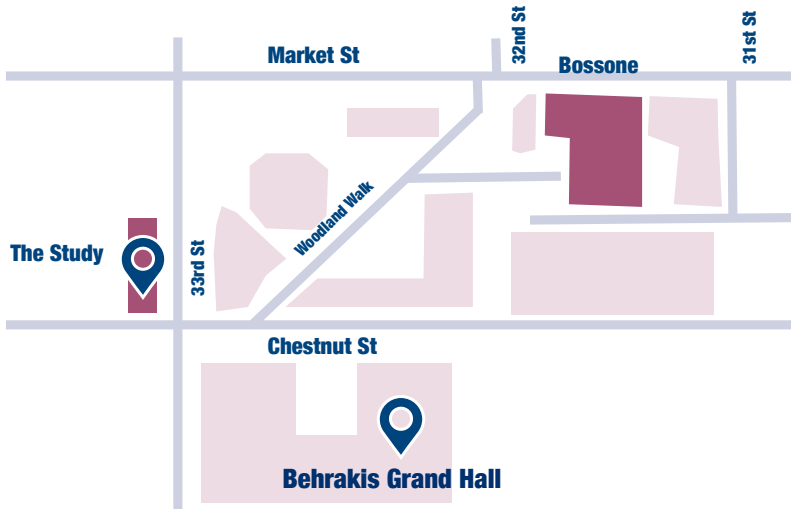 Market St
32nd St
Bossone
31st St
Woodland Walk
The Study
33rd St
Chestnut St
Behrakis Grand Hall